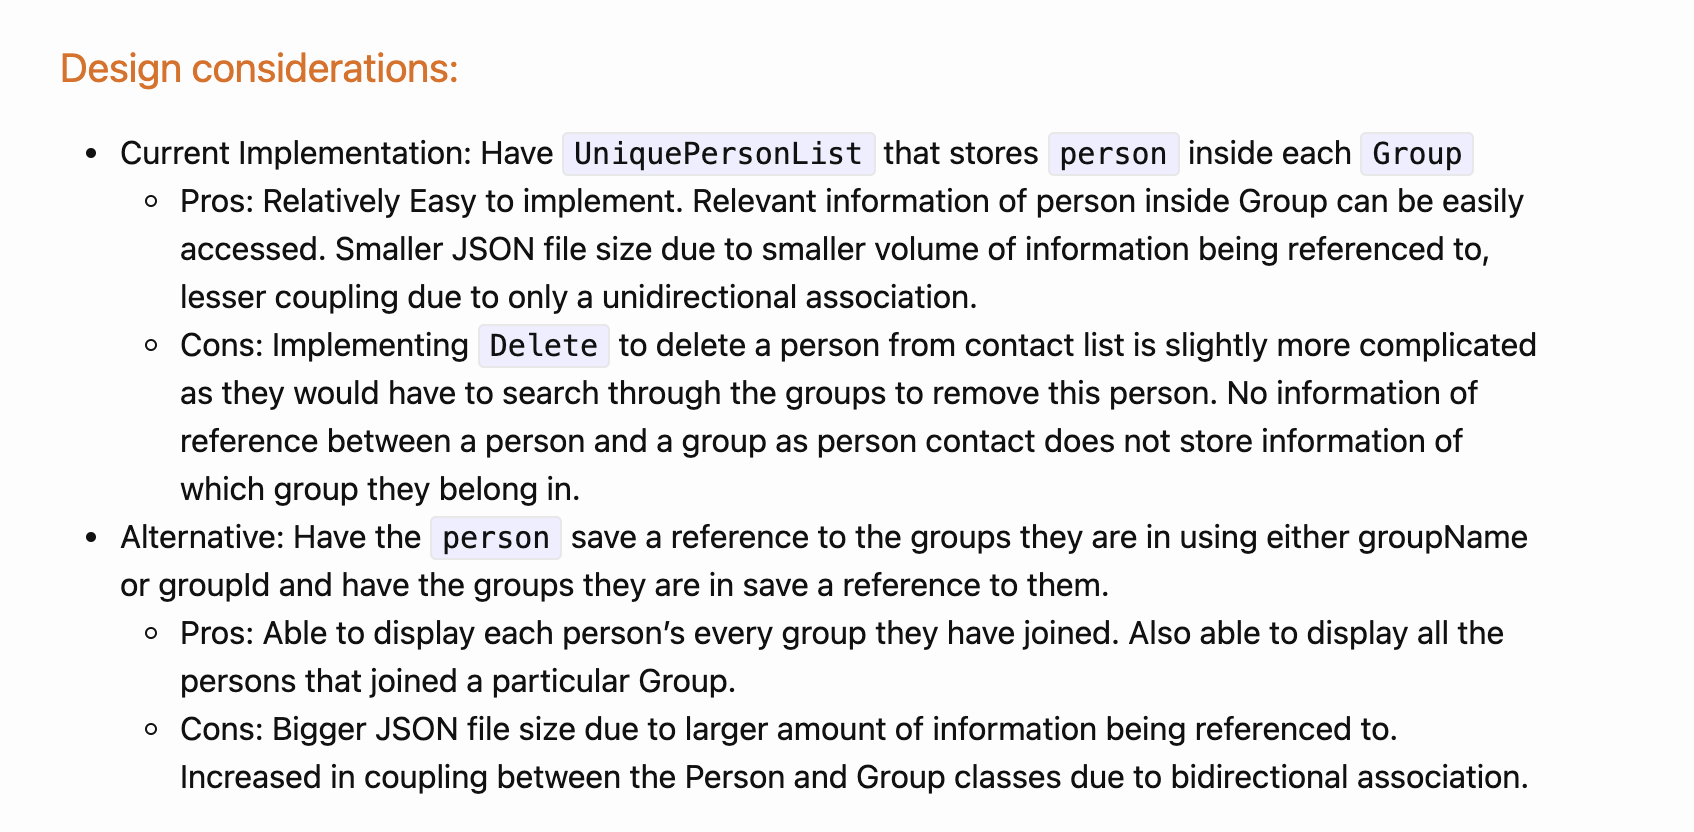 Design considerations:
• Current Implementation: Have UniquePersonList that stores person inside each Group
◦ Pros: Relatively Easy to implement. Relevant information of person inside Group can be easily
accessed. Smaller JSON file size due to smaller volume of information being referenced to,
lesser coupling due to only a unidirectional association.
◦ Cons: Implementing Delete to delete a person from contact list is slightly more complicated
as they would have to search through the groups to remove this person. No information of
reference between a person and a group as person contact does not store information of
which group they belong in.
• Alternative: Have the person save a reference to the groups they are in using either groupName
or groupId and have the groups they are in save a reference to them.
◦ Pros: Able to display each person’s every group they have joined. Also able to display all the
persons that joined a particular Group.
◦ Cons: Bigger JSON file size due to larger amount of information being referenced to.
Increased in coupling between the Person and Group classes due to bidirectional association.